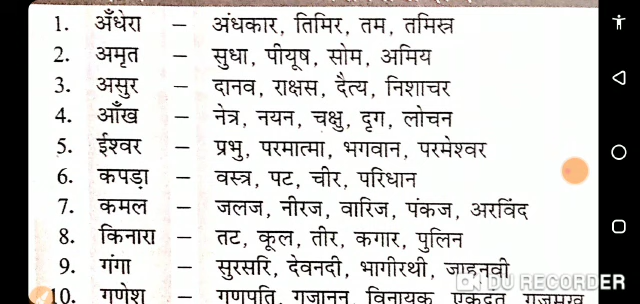 1. अँधेरा – अंधकार, तिमिर, तम, तमिस्र
2. अमृत – सुधा, पीयूष, सोम, अमिय
3. असुर – दानव, राक्षस, दैत्य, निशाचर
4. आँख – नेत्र, नयन, चक्षु, दृग, लोचन
5. ईश्वर – प्रभु, परमात्मा, भगवान, परमेश्वर
6. कपड़ा – वस्त्र, पट, चीर, परिधान
7. कमल – जलज, नीरज, वारिज, पंकज, अरविंद
8. किनारा – तट, कूल, तीर, कगार, पुलिन
9. गंगा – सुरसरि, देवनदी, भागीरथी, जाह्नवी
DU RECORDER
10. गणेश – गणपति, गजानन, विनायक, एकदंत, गजमुख